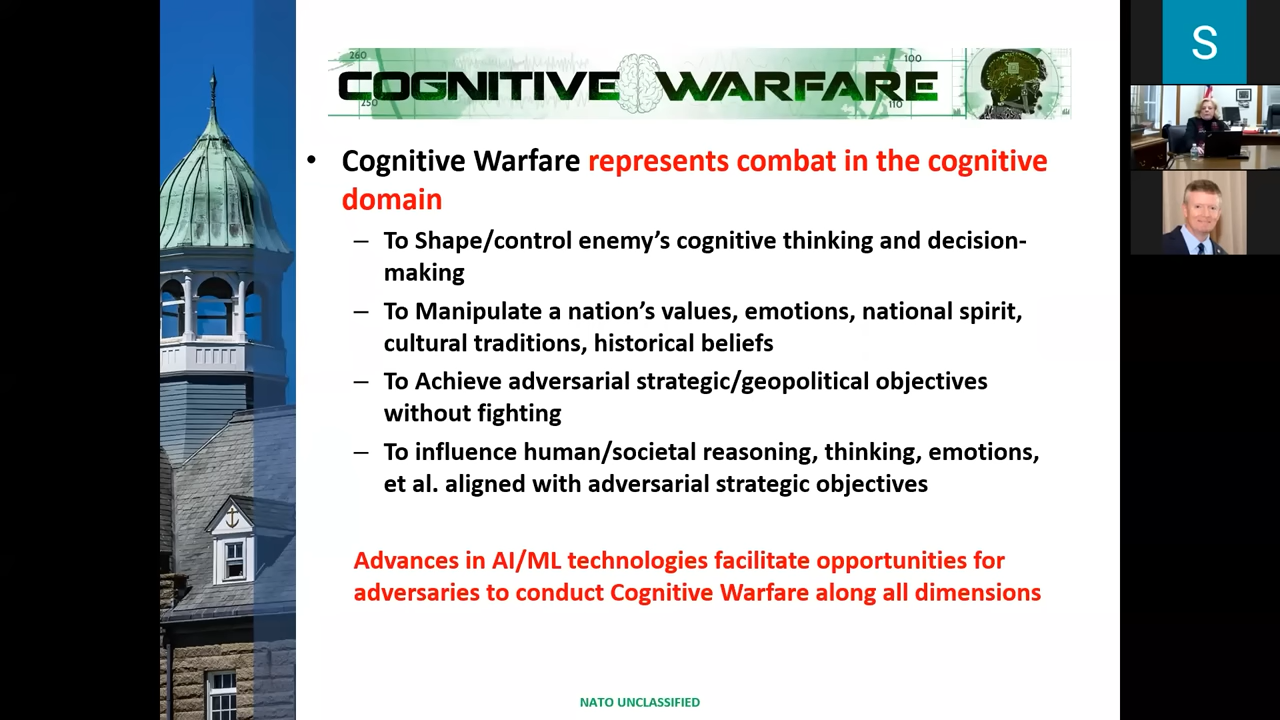 260
100
COGNITIVE WARFARE
250
110
• Cognitive Warfare represents combat in the cognitive
domain
– To Shape/control enemy’s cognitive thinking and decision-
making
– To Manipulate a nation’s values, emotions, national spirit,
cultural traditions, historical beliefs
– To Achieve adversarial strategic/geopolitical objectives
without fighting
– To influence human/societal reasoning, thinking, emotions,
et al. aligned with adversarial strategic objectives
Advances in AI/ML technologies facilitate opportunities for
adversaries to conduct Cognitive Warfare along all dimensions
NATO UNCLASSIFIED
S